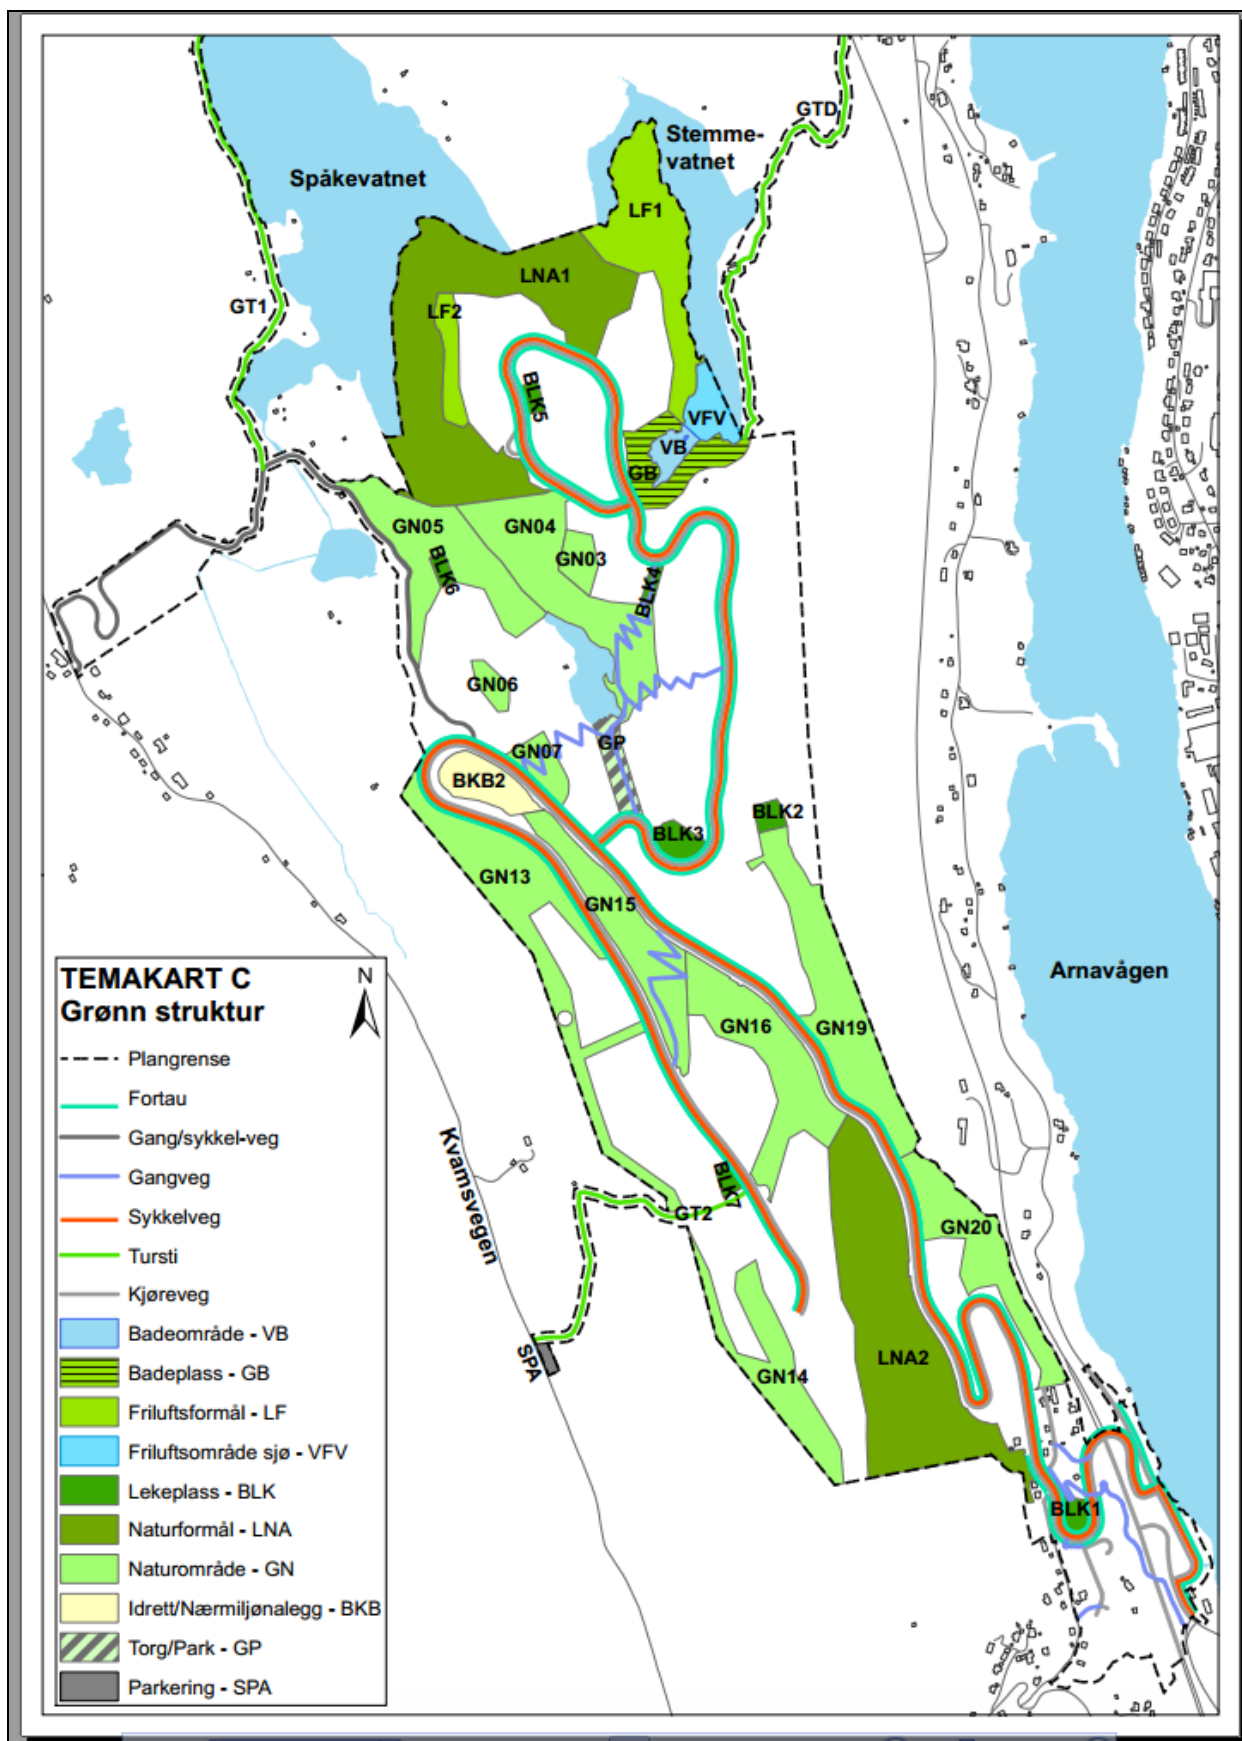 GTD
Stemme-
vatnet
Spåkevatnet
LF1
LNA1
GT1
LF2
BLK5
VFV
VB
GB
GN05
GN04
GN03
BLK6
BLK4
GN06
GN07
GP
BKB2
BLK2
BLK3
GN13
GN15
Arnavågen
GN16
GN19
BLK7
GT2
GN20
Kvamsvegen
SPA
LNA2
GN14
BLK1
TEMAKART C
Grønn struktur
N
Plangrense
Fortau
Gang/sykkel-veg
Gangveg
Sykkelveg
Tursti
Kjøreveg
Badeområde - VB
Badeplass - GB
Friluftsformål - LF
Friluftsområde sjø - VFV
Lekeplass - BLK
Naturformål - LNA
Naturområde - GN
Idrett/Nærmiljønalegg - BKB
Torg/Park - GP
Parkering - SPA